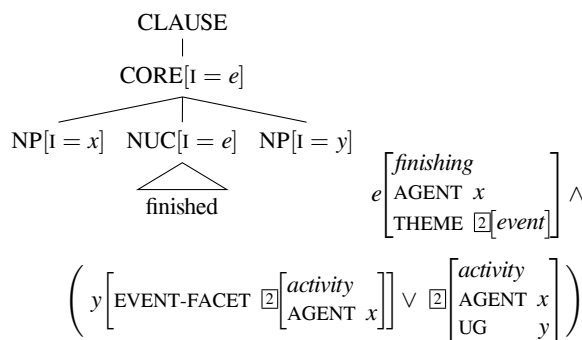 CLAUSE
CORE[I = e]
NP[I = x] NUC[I = e] NP[I = y]
finished
e [finishing
AGENT x
THEME 2[event]] ∧
( y [EVENT-FACET 2[activity
AGENT x]] ∨ 2[activity
AGENT x
UG y] )